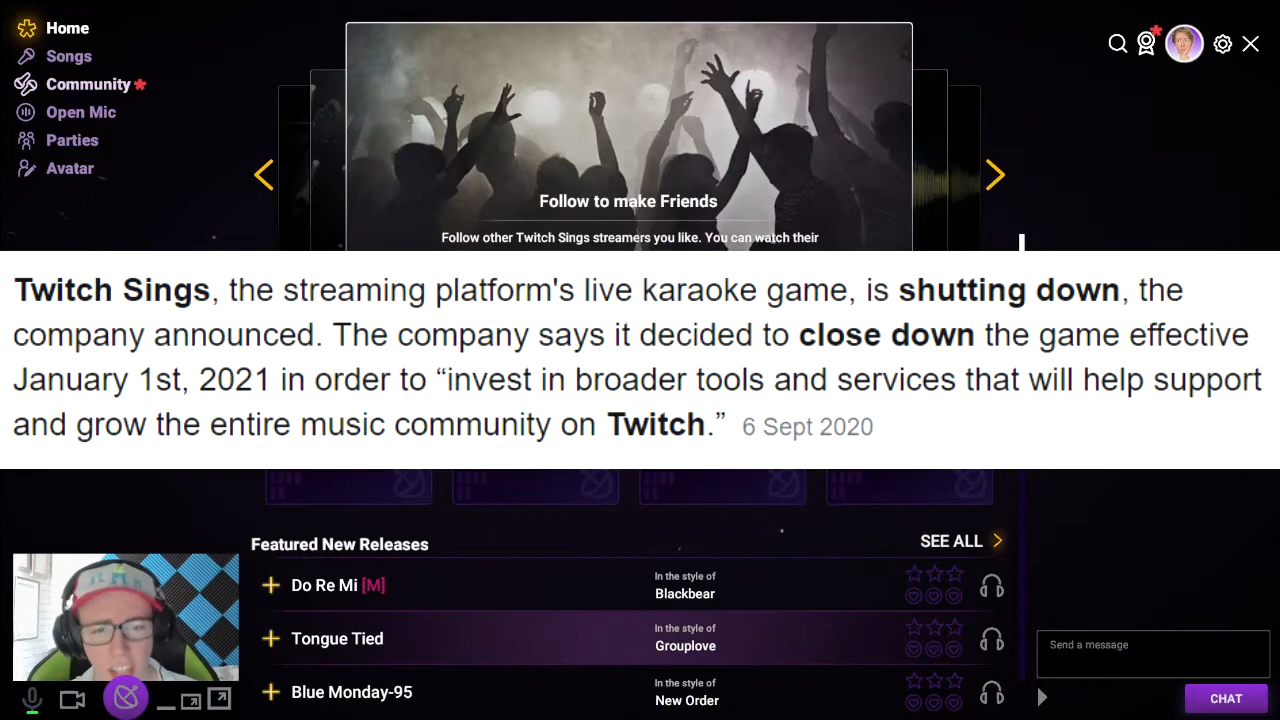 Home
Songs
Community
Open Mic
Parties
Avatar
Follow to make Friends
Follow other Twitch Sings streamers you like. You can watch their
Twitch Sings, the streaming platform's live karaoke game, is shutting down, the
company announced. The company says it decided to close down the game effective
January 1st, 2021 in order to “invest in broader tools and services that will help support
and grow the entire music community on Twitch.” 6 Sept 2020
Featured New Releases
SEE ALL
Do Re Mi [M]
In the style of
Blackbear
Tongue Tied
In the style of
Grouplove
Blue Monday-95
In the style of
New Order
Send a message
CHAT